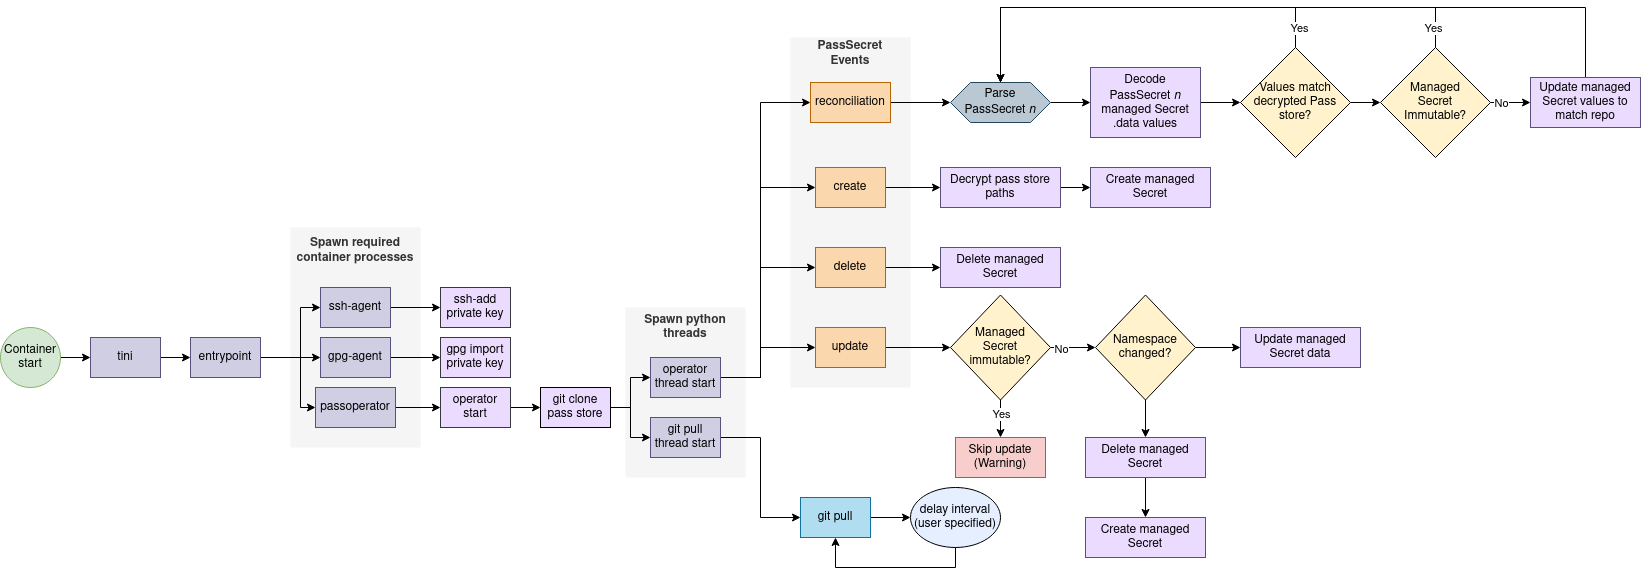 PassSecret
Events
Yes
Yes
reconciliation
Parse
PassSecret n
Decode
PassSecret n
managed Secret
.data values
Values match
decrypted Pass
store?
Managed
Secret
Immutable?
No
Update managed
Secret values to
match repo
create
Decrypt pass store
paths
Create managed
Secret
delete
Delete managed
Secret
update
Managed
Secret
immutable?
No
Namespace
changed?
Update managed
Secret data
Yes
Skip update
(Warning)
Delete managed
Secret
Create managed
Secret
Spawn required
container processes
ssh-agent
ssh-add
private key
Container
start
tini
entrypoint
gpg-agent
gpg import
private key
passoperator
operator
start
git clone
pass store
Spawn python
threads
operator
thread start
git pull
thread start
git pull
delay interval
(user specified)